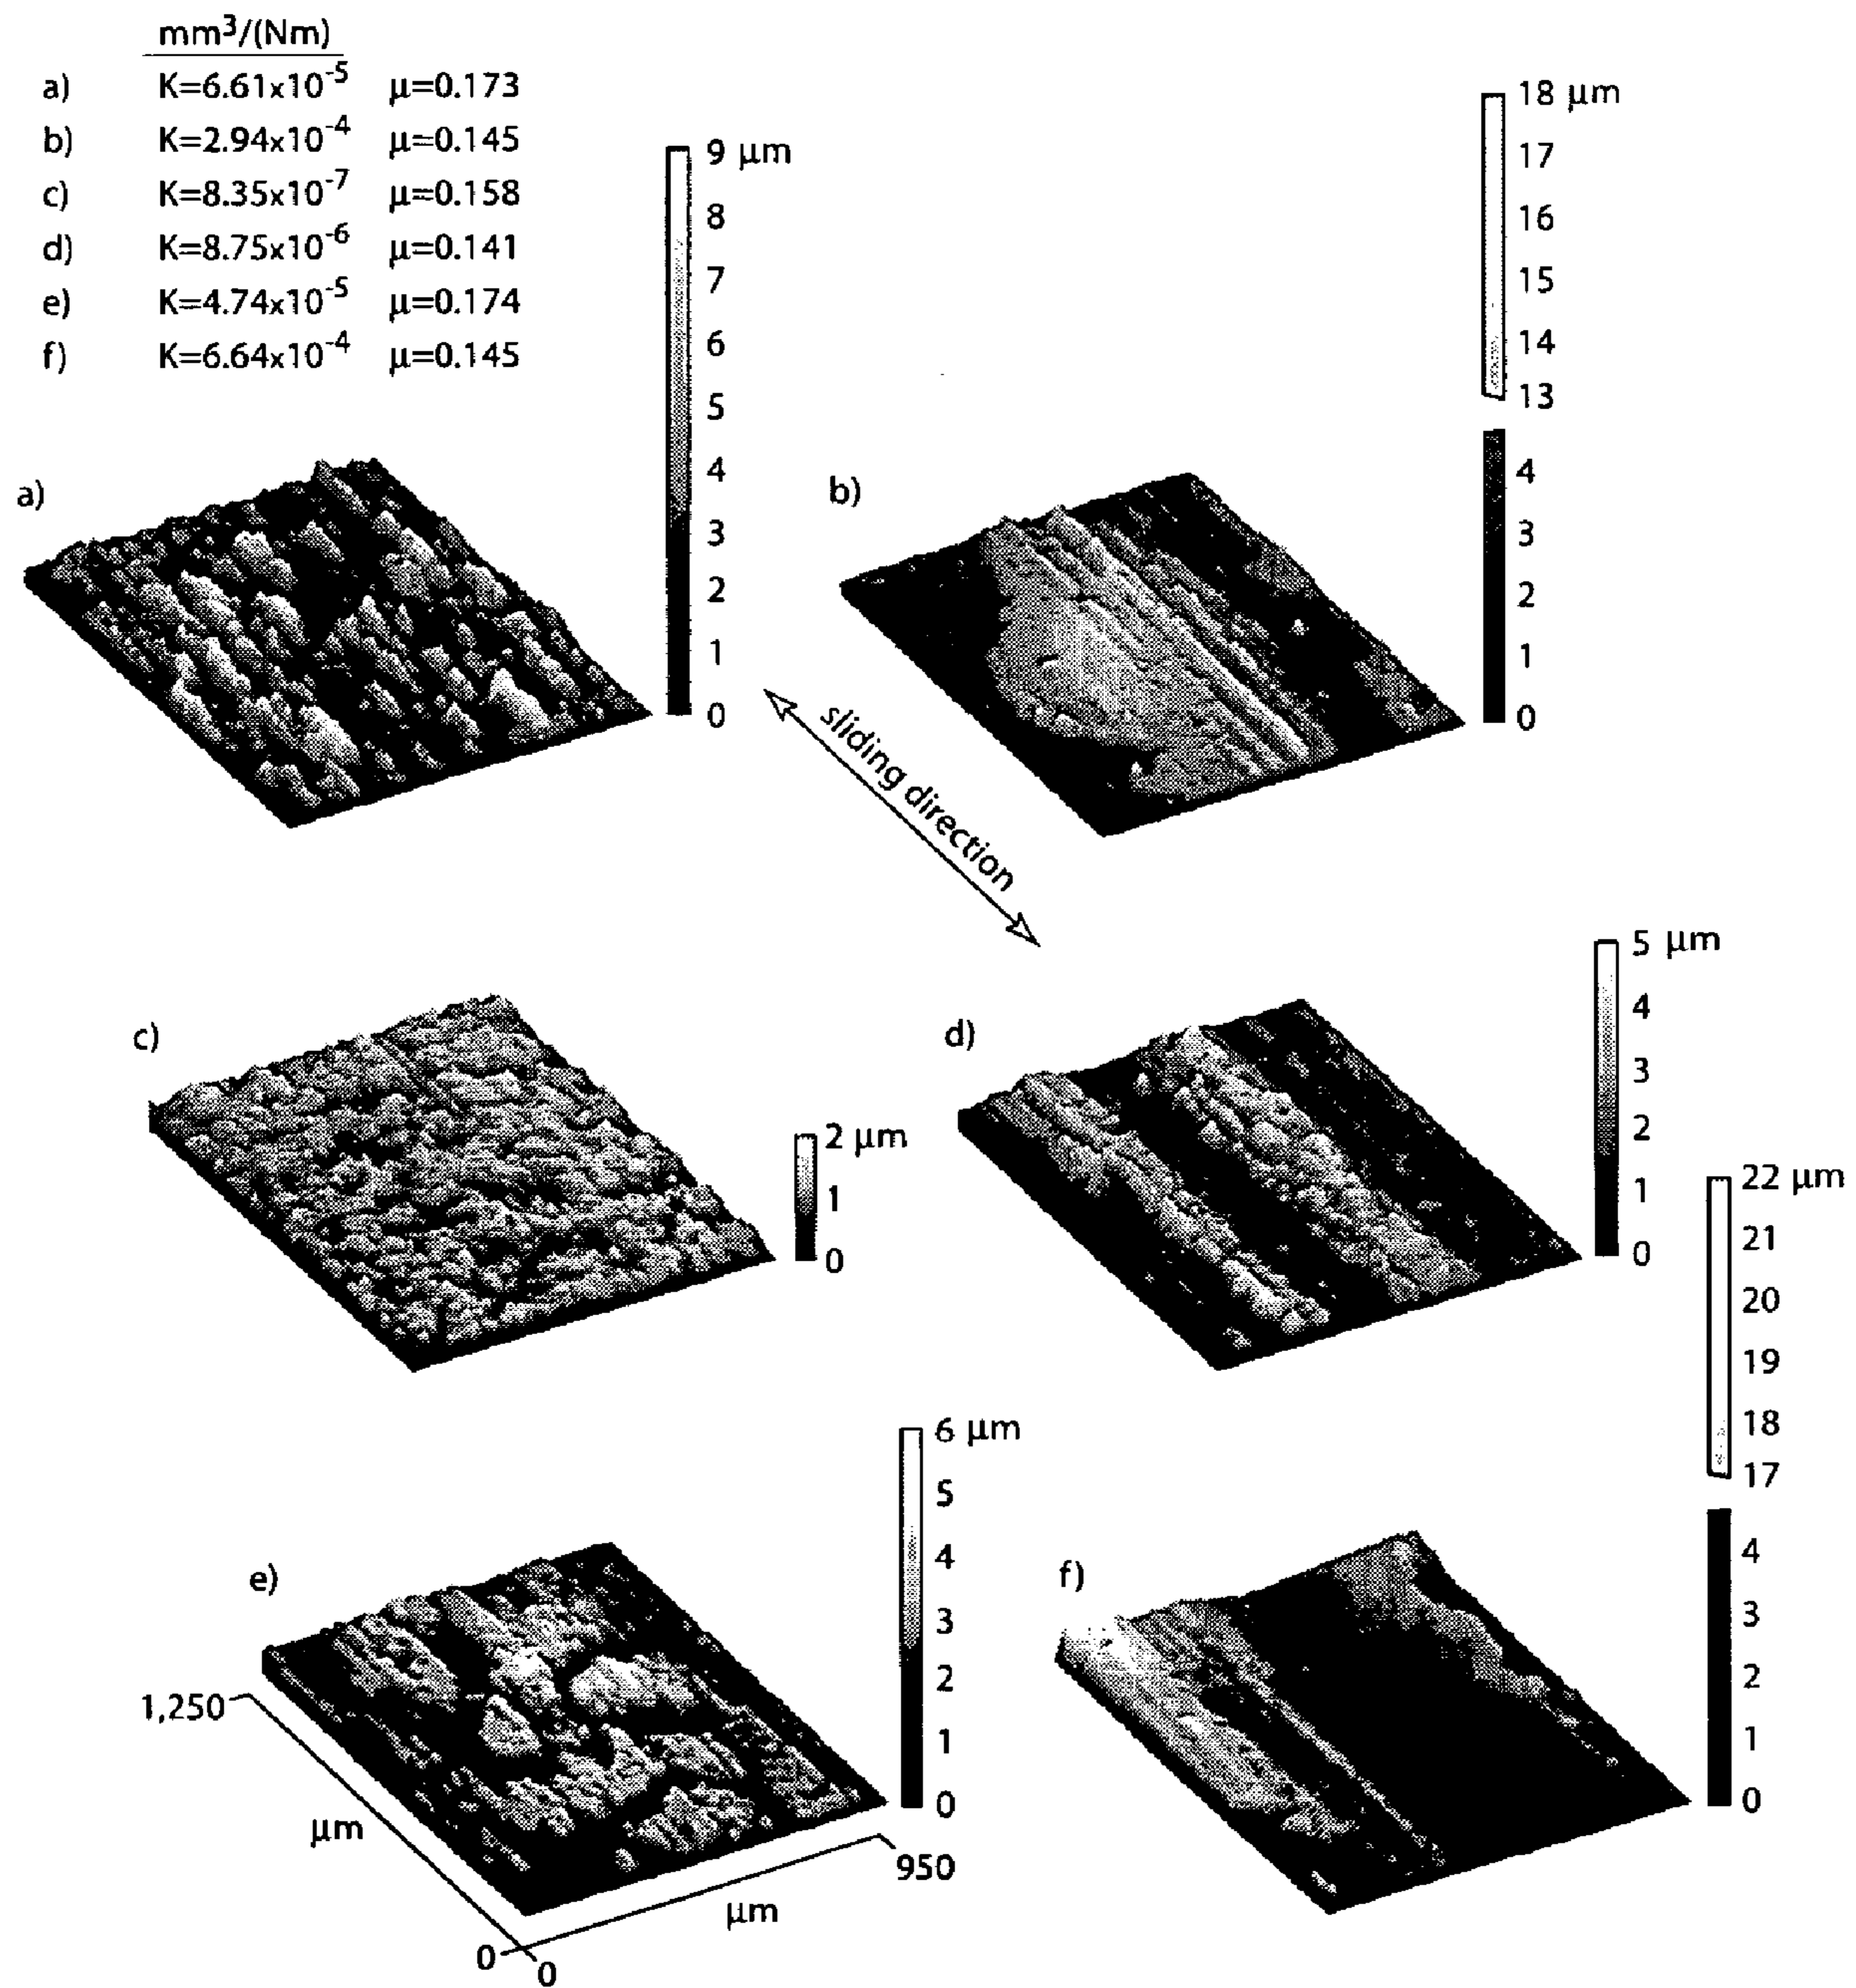 mm³/(Nm)
a) K=6.61x10⁻⁵ μ=0.173
b) K=2.94x10⁻⁴ μ=0.145
c) K=8.35x10⁻⁷ μ=0.158
d) K=8.75x10⁻⁶ μ=0.141
e) K=4.74x10⁻⁵ μ=0.174
f) K=6.64x10⁻⁴ μ=0.145
a)
9 μm
8
7
6
5
4
3
2
1
0
b)
18 μm
17
16
15
14
13
4
3
2
1
0
sliding direction
c)
2 μm
1
0
d)
5 μm
4
3
2
1
0
e)
6 μm
5
4
3
2
1
0
1,250
μm
0
0
μm
950
f)
22 μm
21
20
19
18
17
4
3
2
1
0